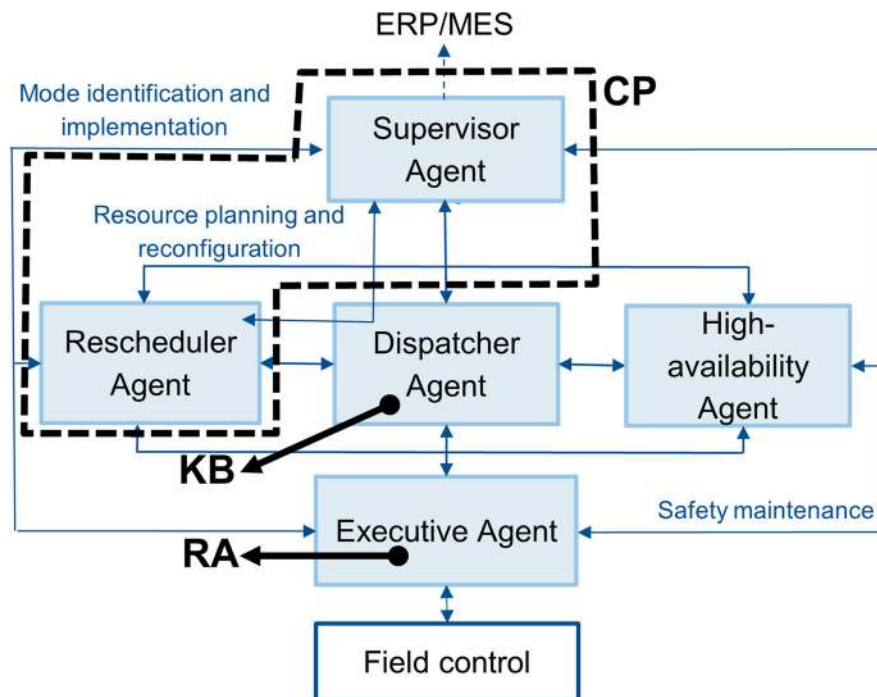 ERP/MES
CP
Mode identification and
implementation
Supervisor
Agent
Resource planning and
reconfiguration
Rescheduler
Agent
Dispatcher
Agent
High-
availability
Agent
KB
Safety maintenance
Executive Agent
RA
Field control